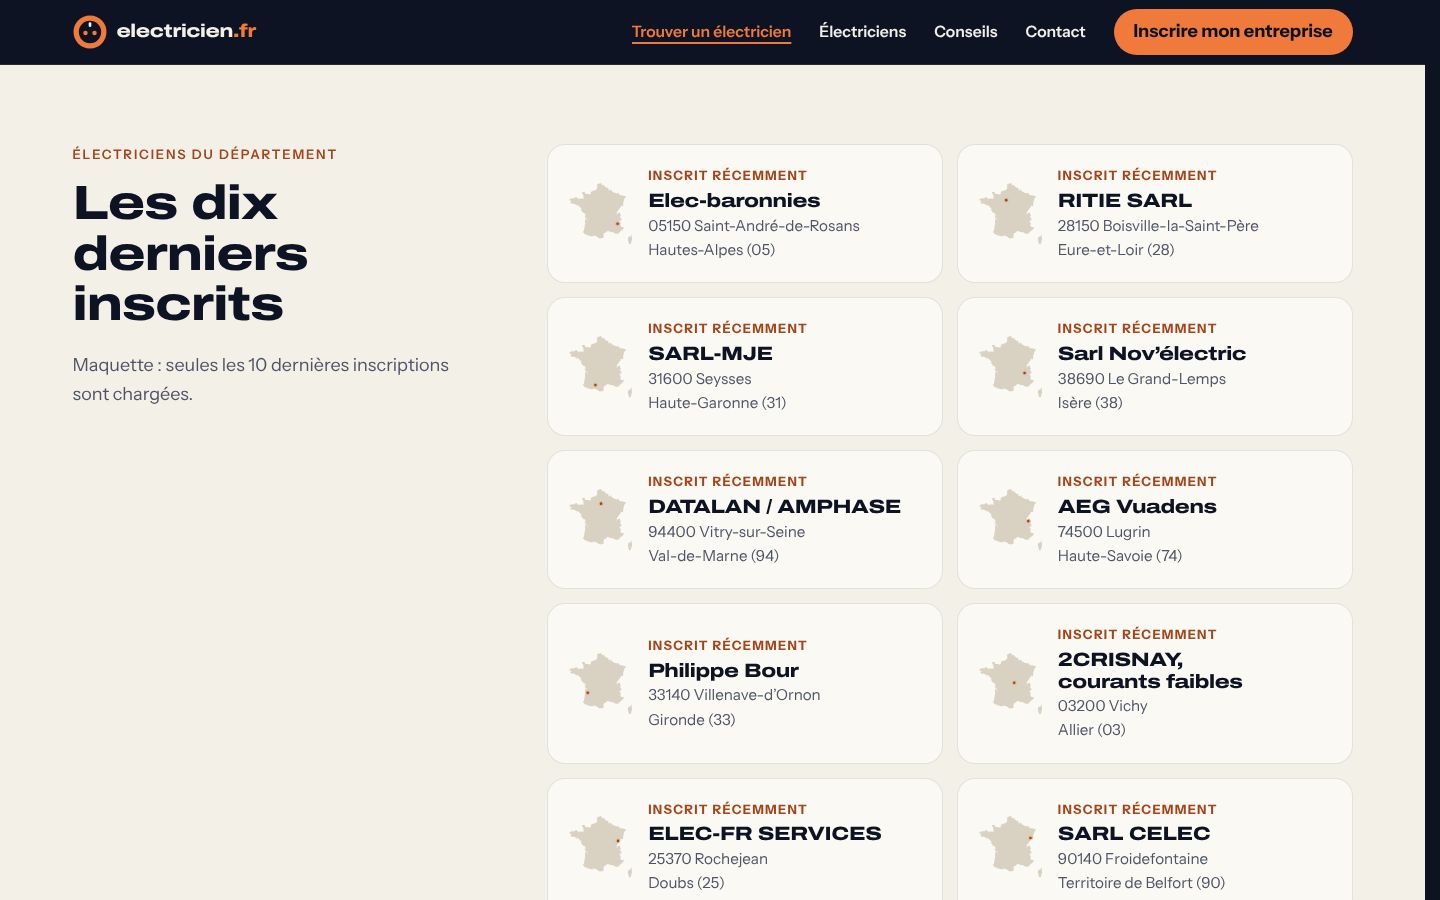 electricien.fr
Trouver un électricien
Électriciens
Conseils
Contact
Inscrire mon entreprise
ÉLECTRICIENS DU DÉPARTEMENT
Les dix
derniers
inscrits
Maquette : seules les 10 dernières inscriptions
sont chargées.
INSCRIT RÉCEMMENT
Elec-baronnies
05150 Saint-André-de-Rosans
Hautes-Alpes (05)
INSCRIT RÉCEMMENT
RITIE SARL
28150 Boisville-la-Saint-Père
Eure-et-Loir (28)
INSCRIT RÉCEMMENT
SARL-MJE
31600 Seysses
Haute-Garonne (31)
INSCRIT RÉCEMMENT
Sarl Nov’électric
38690 Le Grand-Lemps
Isère (38)
INSCRIT RÉCEMMENT
DATALAN / AMPHASE
94400 Vitry-sur-Seine
Val-de-Marne (94)
INSCRIT RÉCEMMENT
AEG Vuadens
74500 Lugrin
Haute-Savoie (74)
INSCRIT RÉCEMMENT
Philippe Bour
33140 Villenave-d’Ornon
Gironde (33)
INSCRIT RÉCEMMENT
2CRISNAY,
courants faibles
03200 Vichy
Allier (03)
INSCRIT RÉCEMMENT
ELEC-FR SERVICES
25370 Rochejean
Doubs (25)
INSCRIT RÉCEMMENT
SARL CELEC
90140 Froidefontaine
Territoire de Belfort (90)